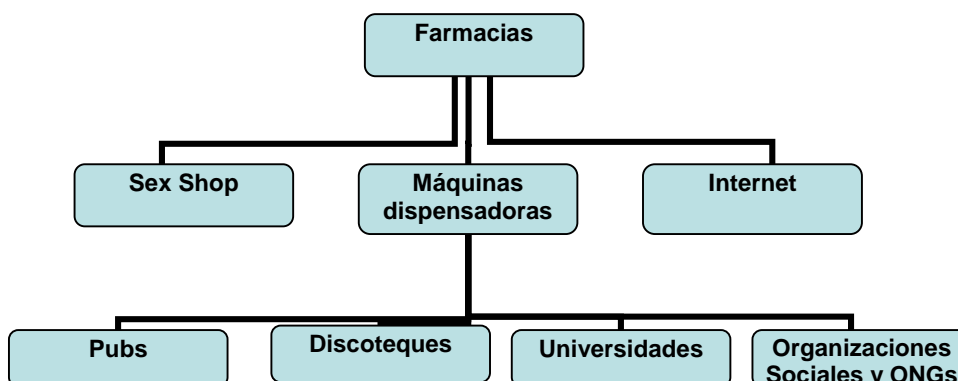 Farmacias
Sex Shop
Máquinas
dispensadoras
Internet
Pubs
Discoteques
Universidades
Organizaciones
Sociales y ONGs